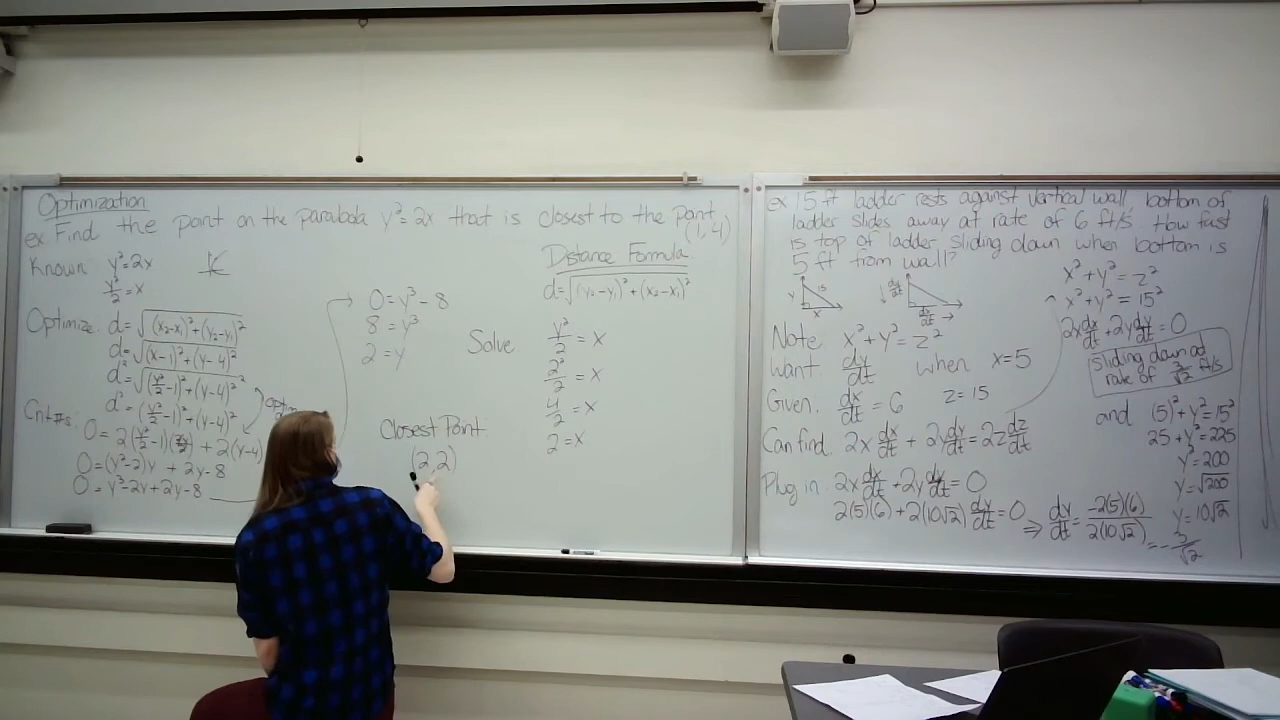 Optimization
ex Find the point on the parabola y²=2x that is closest to the point
(1,4)
Known y²=2x
y²/2=x
Optimize: d=√(x₂-x₁)²+(y₂-y₁)²
d=√(x-1)²+(y-4)²
d²=√(y²/2-1)²+(y-4)² ²
d²=(y²/2-1)²+(y-4)²
Crit#s:
0=2(y²/2-1)(2y/2)+2(y-4)
0=(y²-2)y+2y-8
0=y³-2y+2y-8
0=y³-8
8=y³
2=y
Closest Point
(2,2)
Distance Formula
d=√(y₂-y₁)²+(x₂-x₁)²
Solve y²/2=x
2²/2=x
4/2=x
2=x
ex 15 ft ladder rests against vertical wall bottom of
ladder slides away at rate of 6 ft/s How fast
is top of ladder sliding down when bottom is
5 ft from wall?
y 15
x
dy/dt
dx/dt
Note x²+y²=z²
Want dy/dt when x=5
Given: dx/dt=6 z=15
Can find 2x dx/dt+2y dy/dt=2z dz/dt
Plug in: 2x dx/dt+2y dy/dt=0
2(5)(6)+2(10√2)dy/dt=0 ⇒ dy/dt=-2(5)(6)/2(10√2)
=-3/√2
x²+y²=z²
x²+y²=15²
2x dx/dt+2y dy/dt=0
sliding down at
rate of 3/√2 ft/s
and (5)²+y²=15²
25+y²=225
y²=200
y=√200
y=10√2